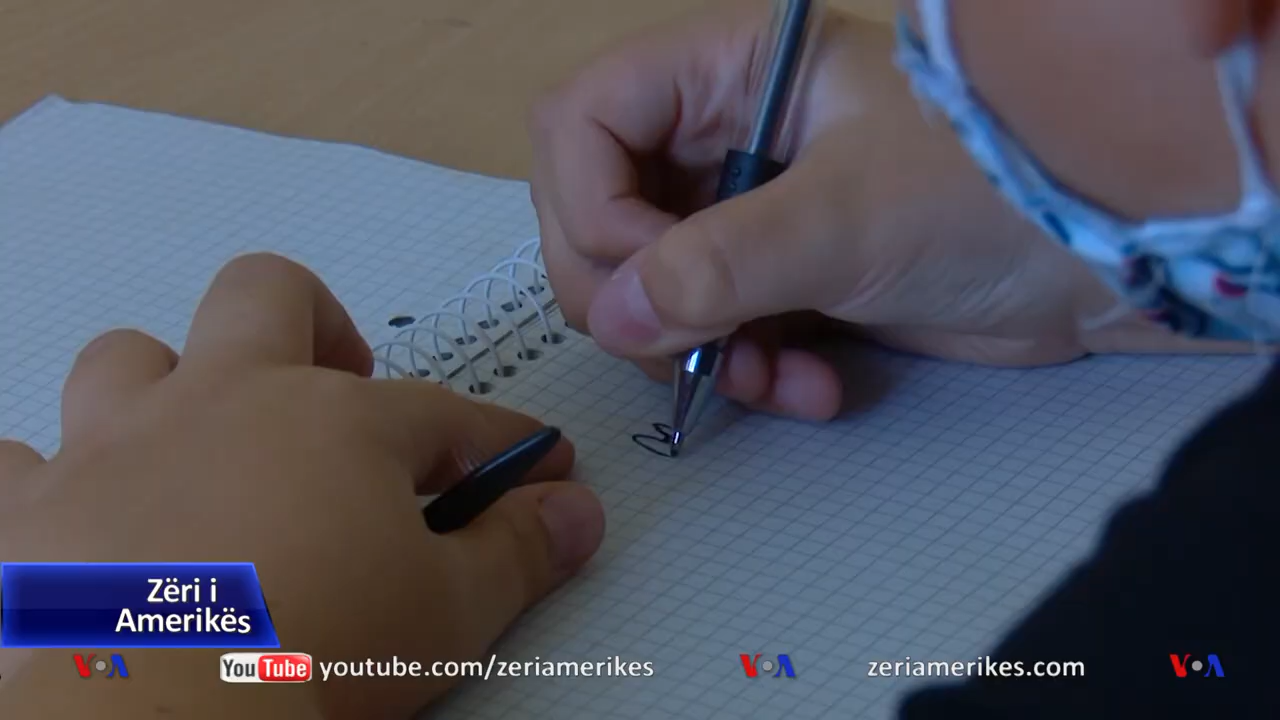 Zëri i
Amerikës
VOA
YouTube youtube.com/zeriamerikes
VOA
zeriamerikes.com
VOA